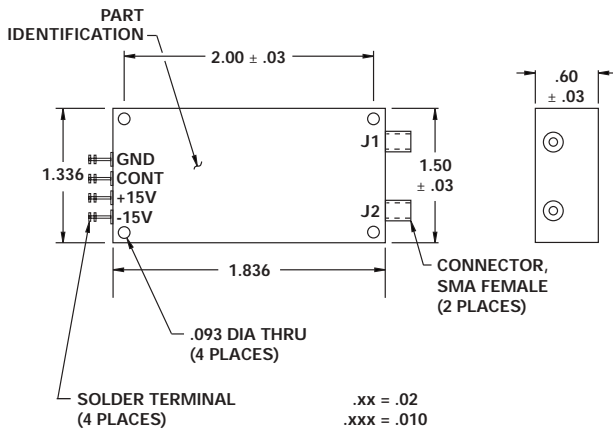 PART
IDENTIFICATION
2.00 ± .03
.60
± .03
GND
CONT
+15V
-15V
J1
J2
1.336
1.50
± .03
1.836
CONNECTOR,
SMA FEMALE
(2 PLACES)
.093 DIA THRU
(4 PLACES)
SOLDER TERMINAL
(4 PLACES)
.xx = .02
.xxx = .010